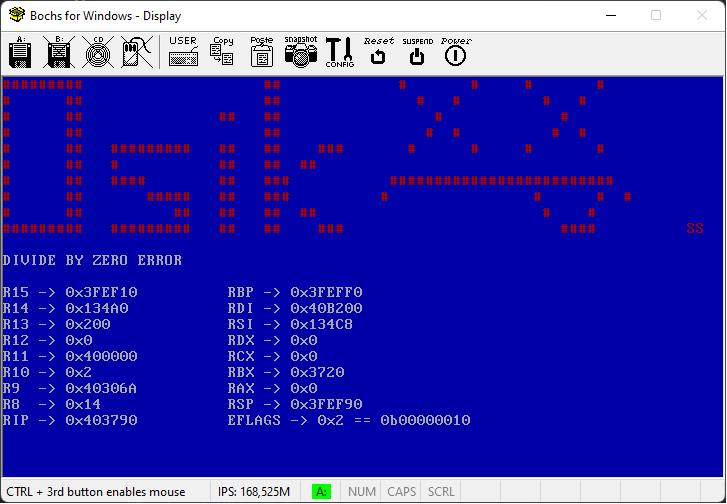 Bochs for Windows - Display
A: B: CD USER Copy Paste snapshot CONFIG Reset SUSPEND Power
DIVIDE BY ZERO ERROR
R15 -> 0x3FEF10 RBP -> 0x3FEFF0
R14 -> 0x134A0 RDI -> 0x40B200
R13 -> 0x200 RSI -> 0x134C8
R12 -> 0x0 RDX -> 0x0
R11 -> 0x400000 RCX -> 0x0
R10 -> 0x2 RBX -> 0x3720
R9 -> 0x40306A RAX -> 0x0
R8 -> 0x14 RSP -> 0x3FEF90
RIP -> 0x403790 EFLAGS -> 0x2 == 0b00000010
CTRL + 3rd button enables mouse IPS: 168,525M A: NUM CAPS SCRL